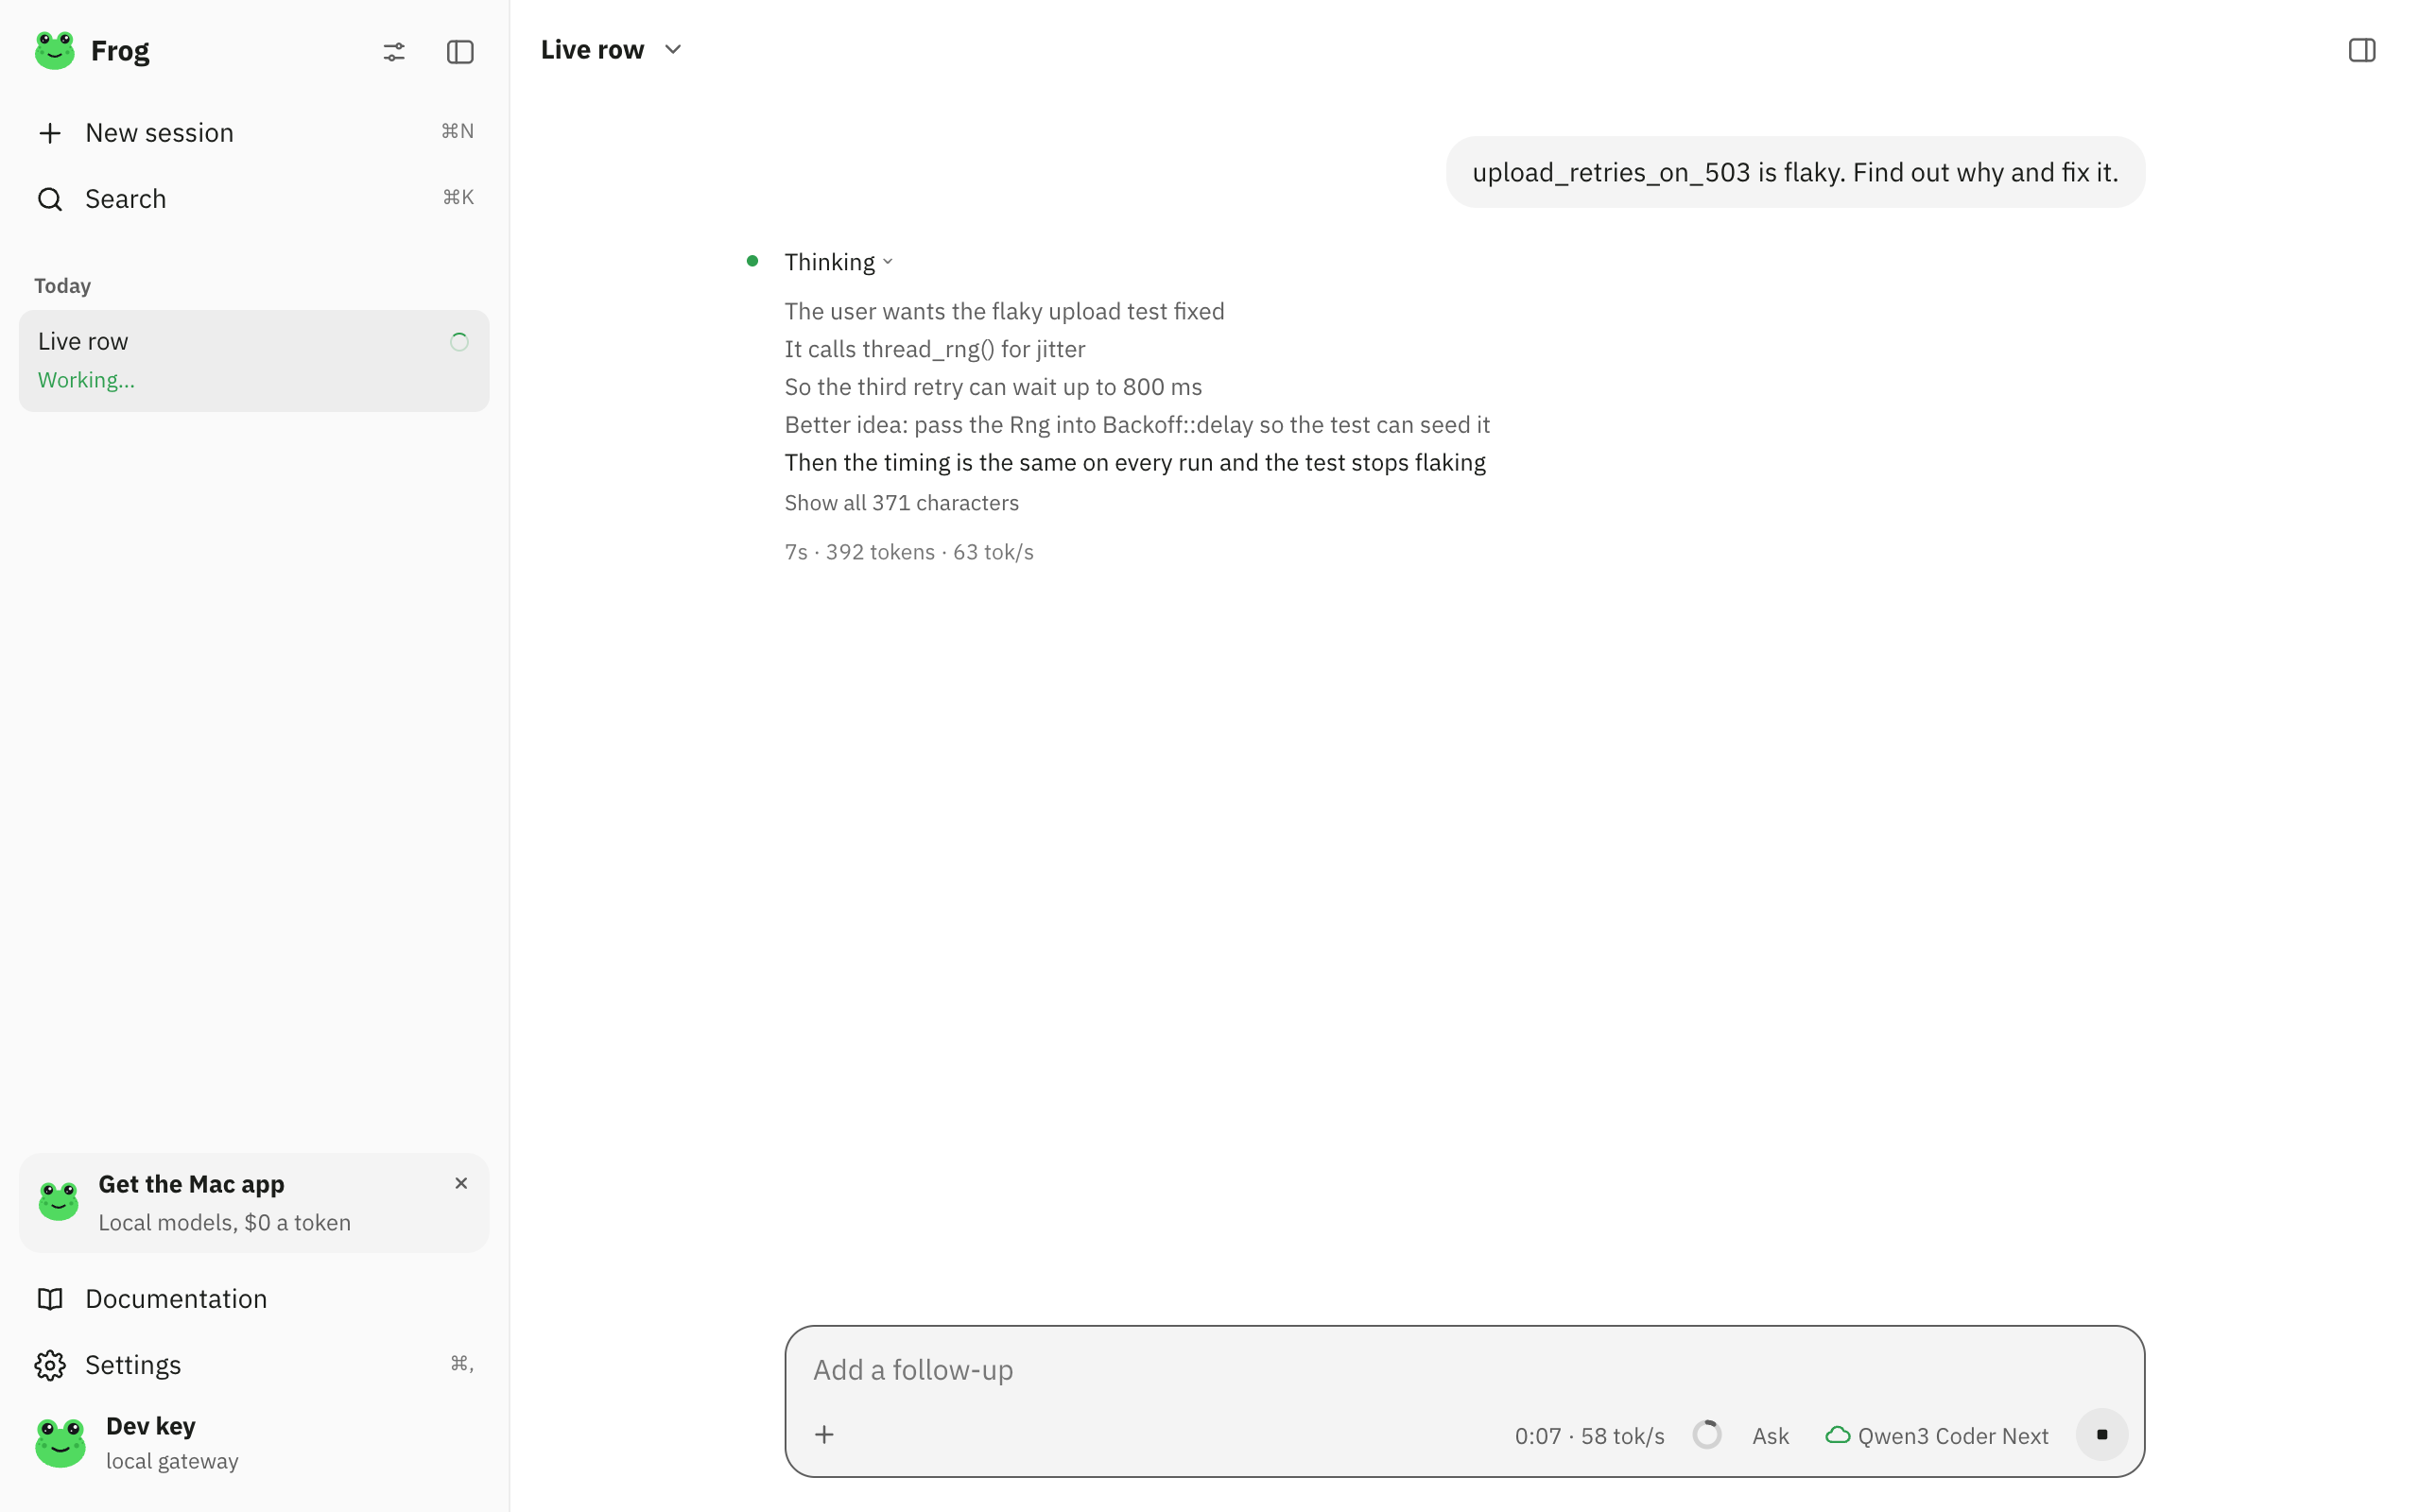 Frog
New session ⌘N
Search ⌘K
Today
Live row
Working...
Get the Mac app
Local models, $0 a token
Documentation
Settings ⌘,
Dev key
local gateway
Live row
upload_retries_on_503 is flaky. Find out why and fix it.
Thinking
The user wants the flaky upload test fixed
It calls thread_rng() for jitter
So the third retry can wait up to 800 ms
Better idea: pass the Rng into Backoff::delay so the test can seed it
Then the timing is the same on every run and the test stops flaking
Show all 371 characters
7s · 392 tokens · 63 tok/s
Add a follow-up
0:07 · 58 tok/s Ask Qwen3 Coder Next